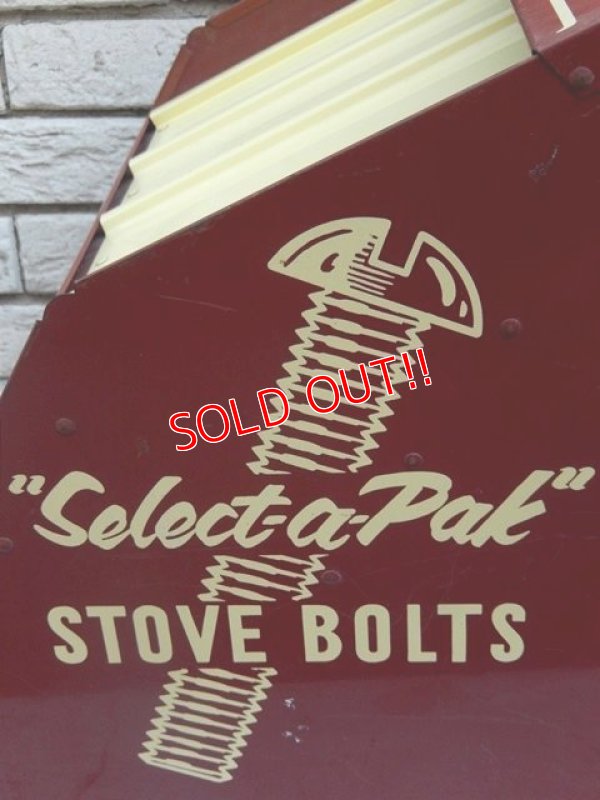 SOLD OUT!!
"Select-a-Pak"
STOVE BOLTS